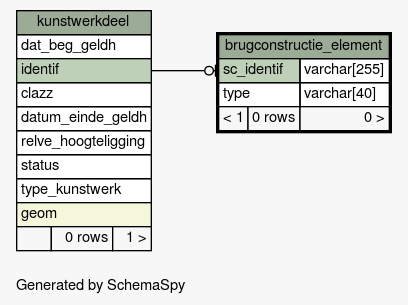 kunstwerkdeel
dat_beg_geldh
identif
clazz
datum_einde_geldh
relve_hoogteligging
status
type_kunstwerk
geom
0 rows 1 >
brugconstructie_element
sc_identif varchar[255]
type varchar[40]
< 1 0 rows 0 >
Generated by SchemaSpy